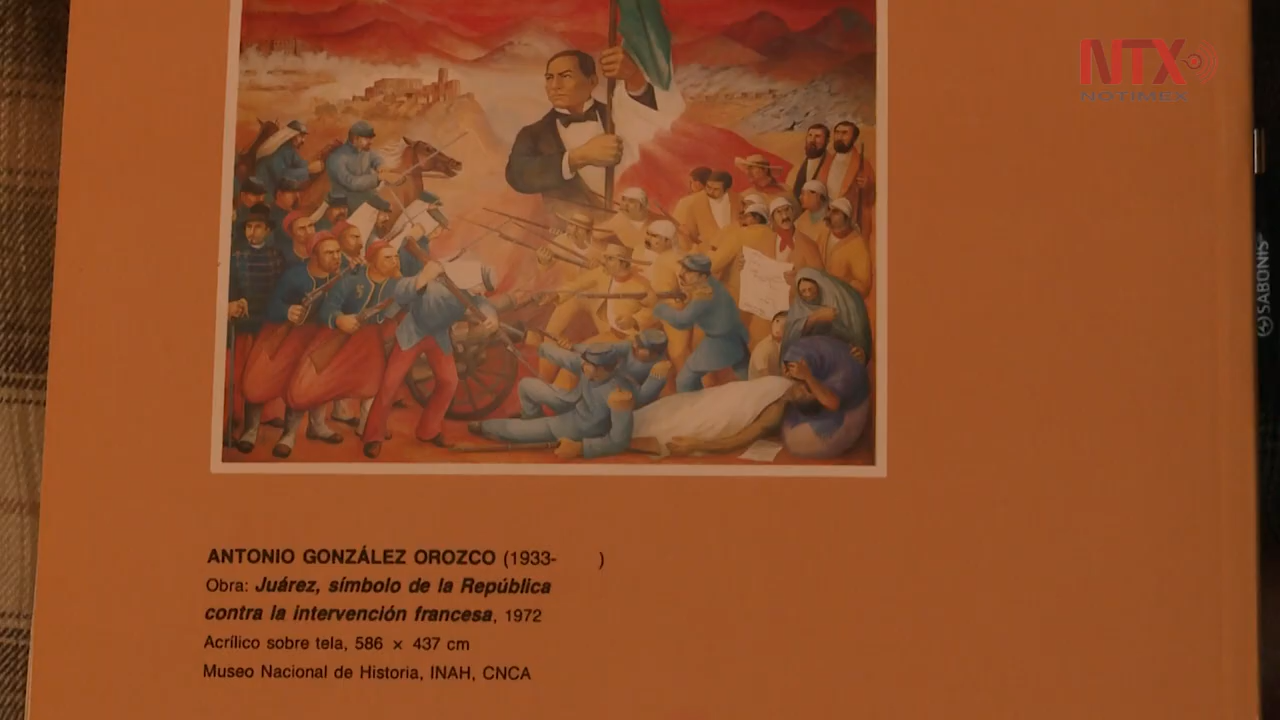 NTX
NOTIMEX
SABONIS
ANTONIO GONZÁLEZ OROZCO (1933- )
Obra: Juárez, símbolo de la República
contra la intervención francesa, 1972
Acrílico sobre tela, 586 × 437 cm
Museo Nacional de Historia, INAH, CNCA